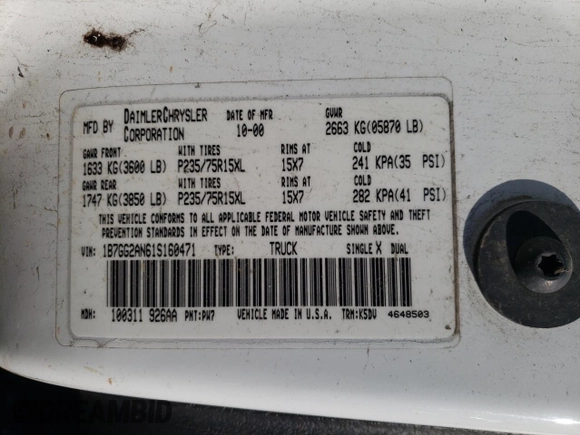 MFD BY DAIMLERCHRYSLER CORPORATION DATE OF MFR 10-00 GVWR 2663 KG(05870 LB)
GAWR FRONT WITH TIRES RIMS AT COLD
1633 KG(3600 LB) P235/75R15XL 15X7 241 KPA(35 PSI)
GAWR REAR WITH TIRES RIMS AT COLD
1747 KG(3850 LB) P235/75R15XL 15X7 282 KPA(41 PSI)
THIS VEHICLE CONFORMS TO ALL APPLICABLE FEDERAL MOTOR VEHICLE SAFETY AND THEFT
PREVENTION STANDARDS IN EFFECT ON THE DATE OF MANUFACTURE SHOWN ABOVE.
VIN: 1B7GG2AN61S160471 TYPE: TRUCK SINGLE X DUAL
MDH: 100311 926AA PNT: PW7 VEHICLE MADE IN U.S.A. TRM: K5DV 4648503